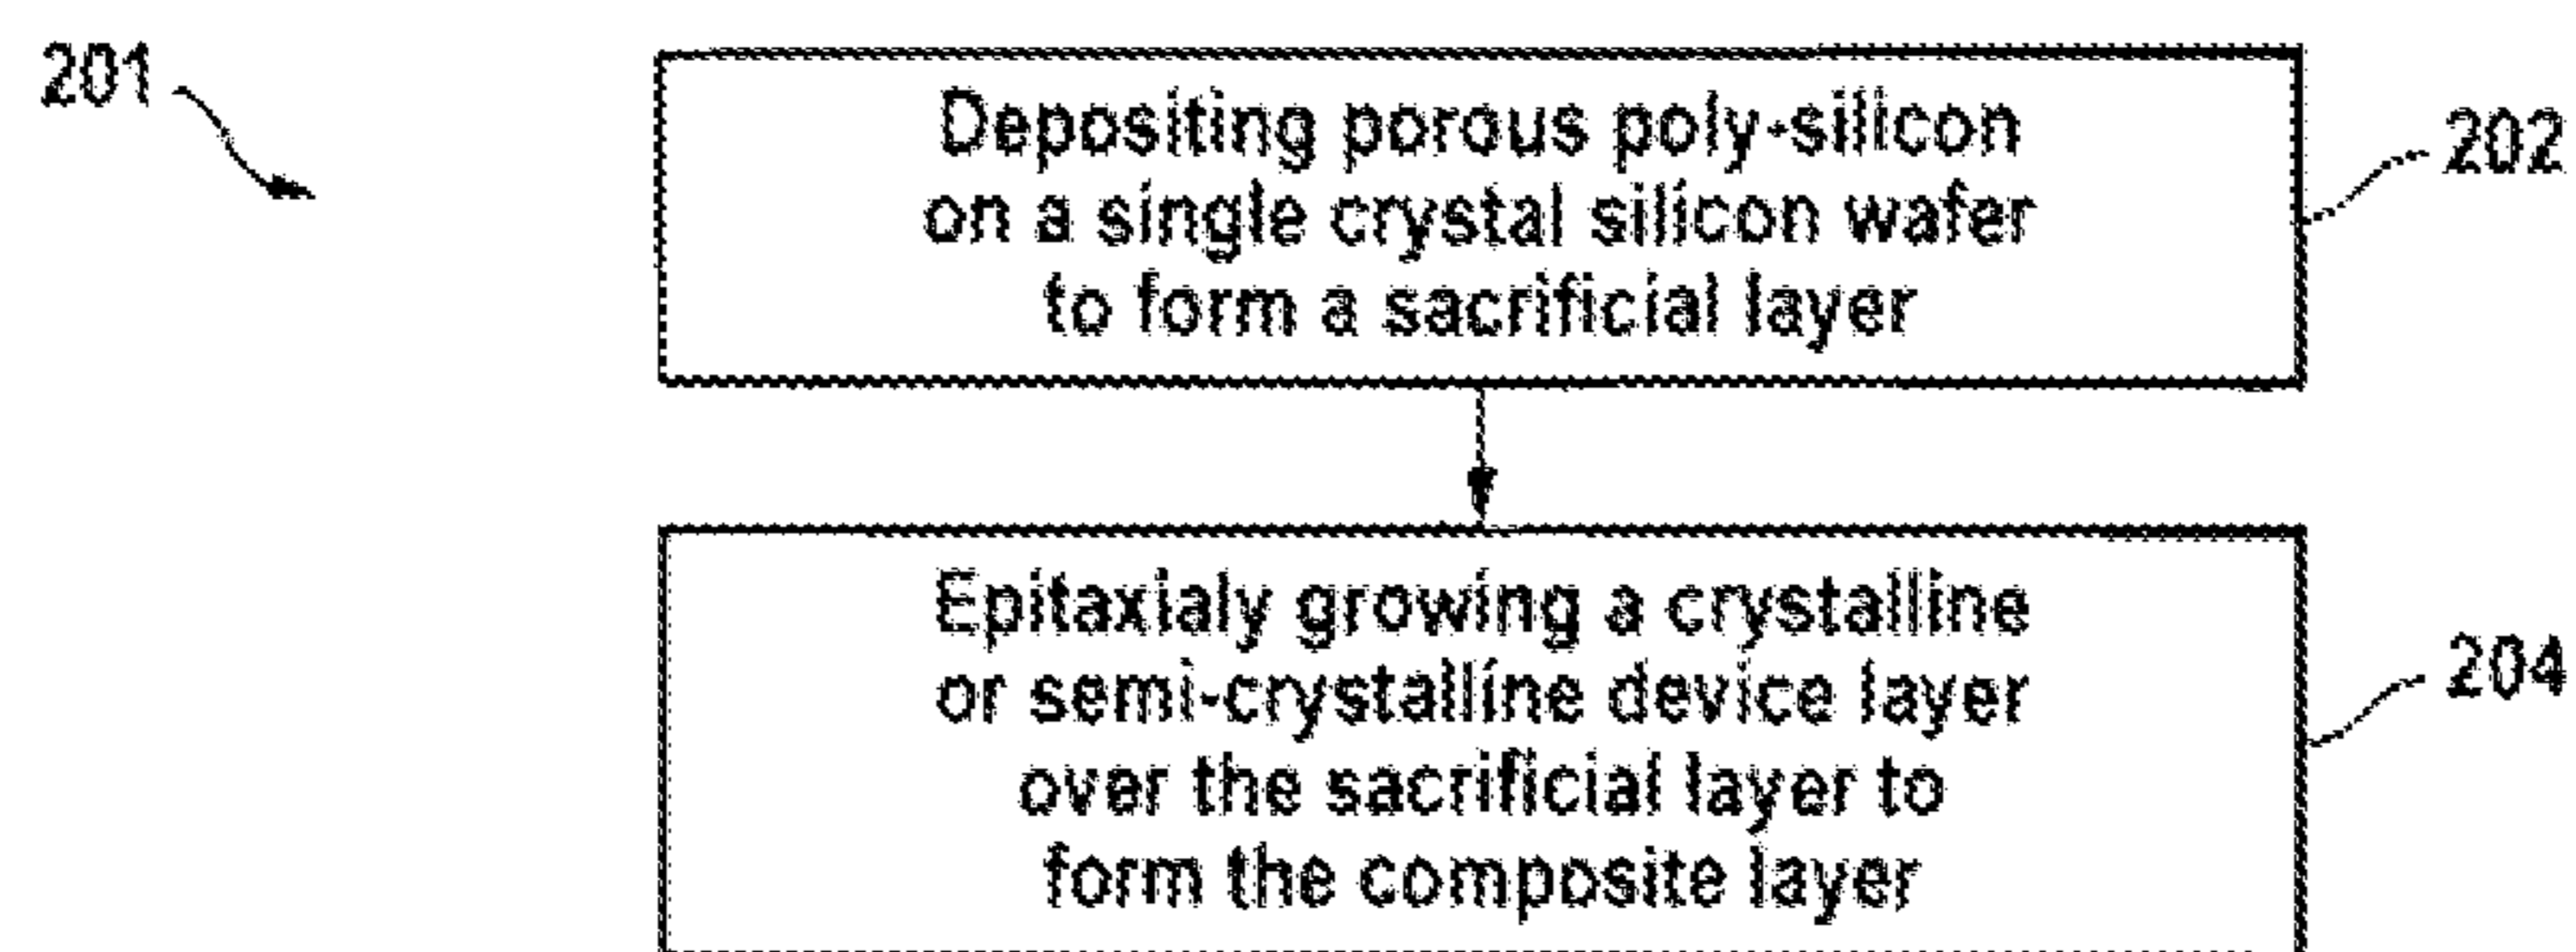 201
Depositing porous poly-silicon
on a single crystal silicon wafer
to form a sacrificial layer
202
Epitaxialy growing a crystalline
or semi-crystalline device layer
over the sacrificial layer to
form the composite layer
204